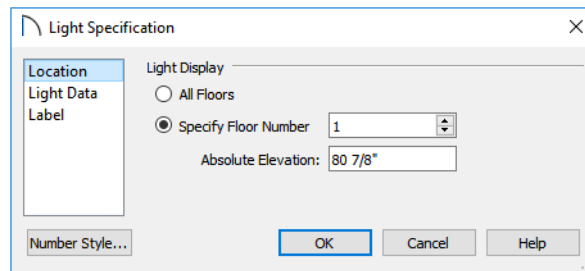 Light Specification
Location
Light Data
Label
Light Display
All Floors
Specify Floor Number 1
Absolute Elevation: 80 7/8"
Number Style... OK Cancel Help